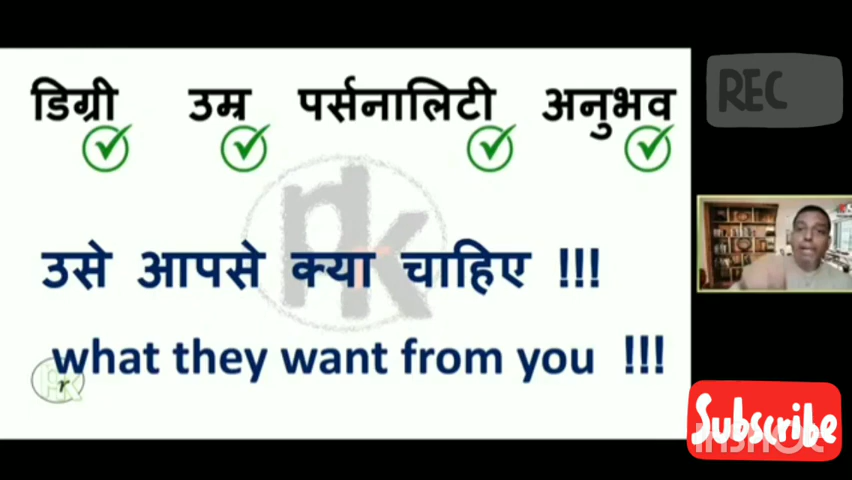 डिग्री उम्र पर्सनालिटी अनुभव
REC
उसे आपसे क्या चाहिए !!!
what they want from you !!!
Subscribe